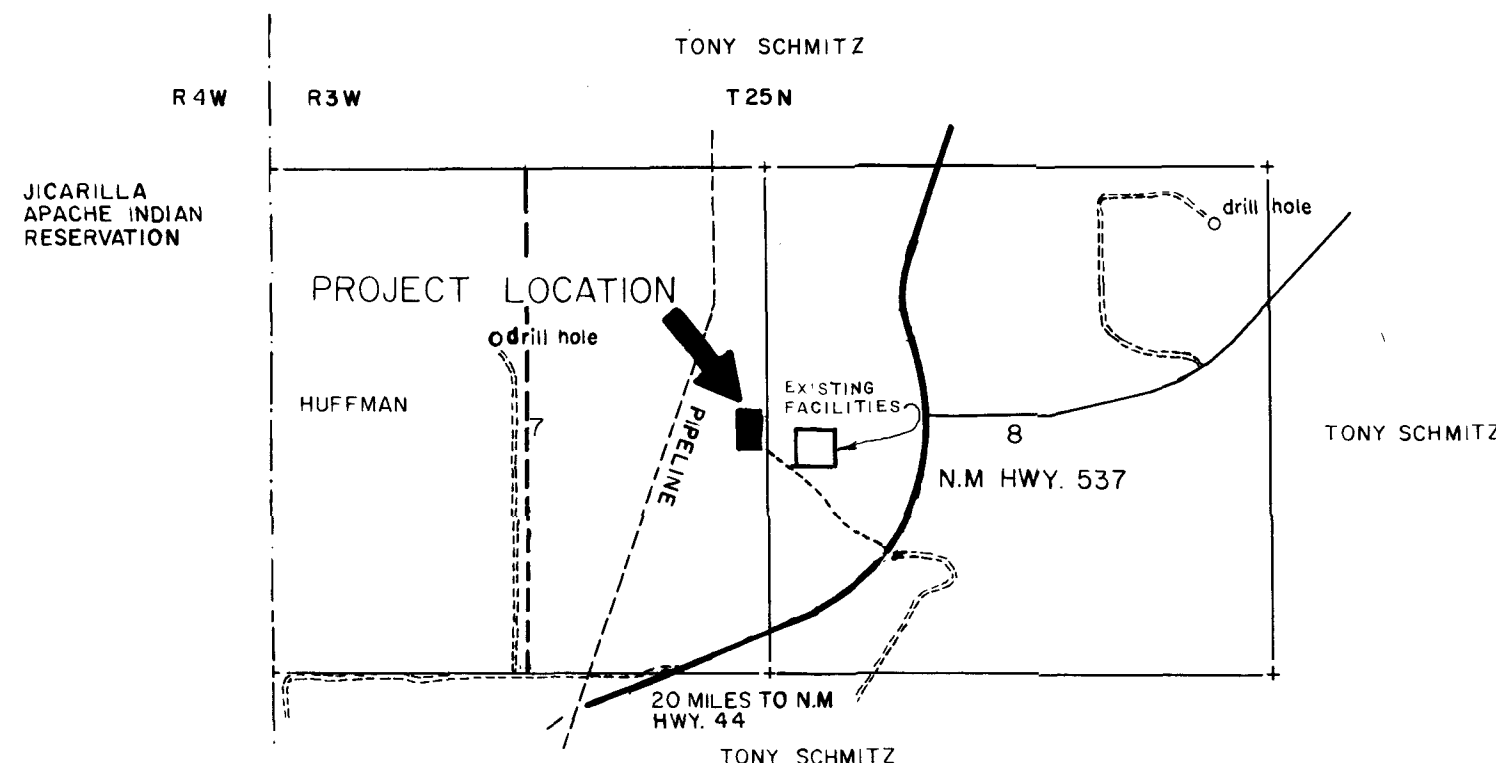 TONY SCHMITZ
R4W
R3W
T25N
JICARILLA
APACHE INDIAN
RESERVATION
drill hole
PROJECT LOCATION
drill hole
EXISTING
FACILITIES
HUFFMAN
7
PIPELINE
8
TONY SCHMITZ
N.M HWY. 537
20 MILES TO N.M
HWY. 44
TONY SCHMITZ